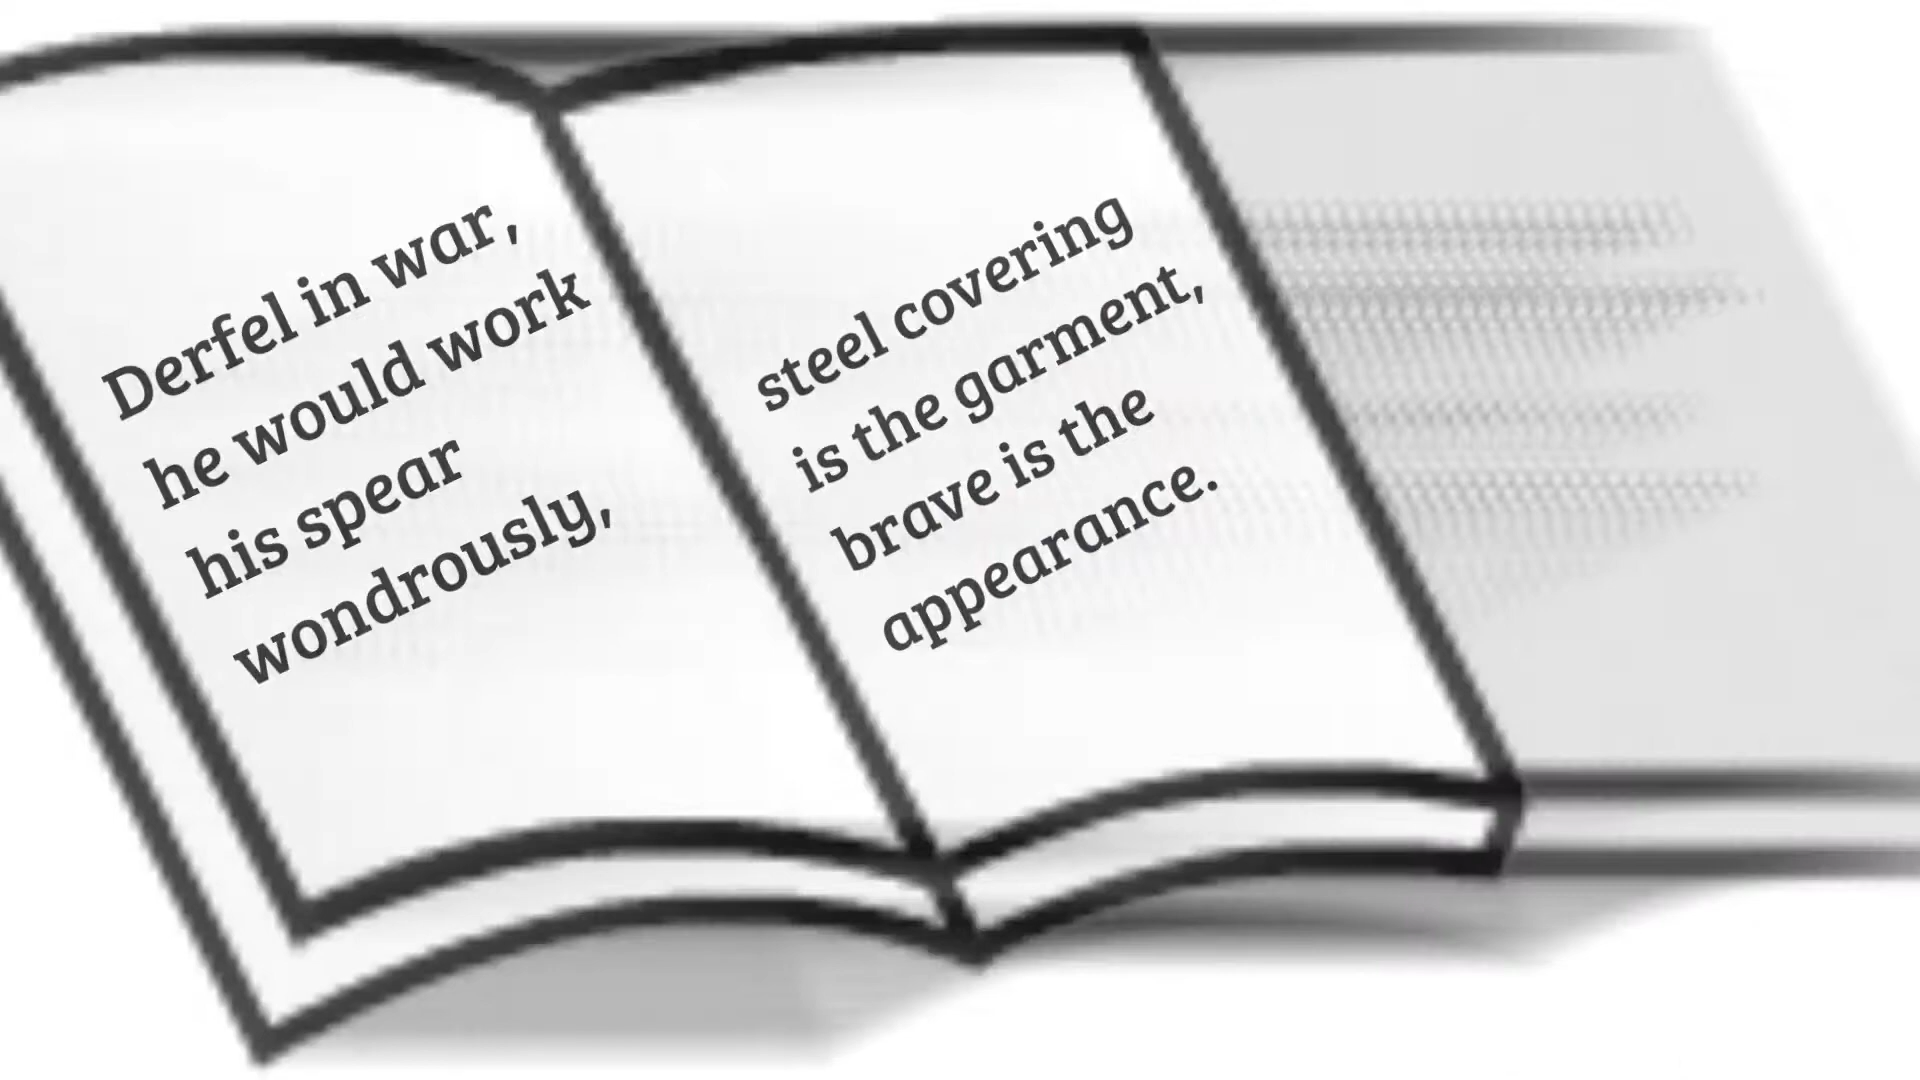 Derfel in war,
he would work
his spear
wondrously,
steel covering
is the garment,
brave is the
appearance.